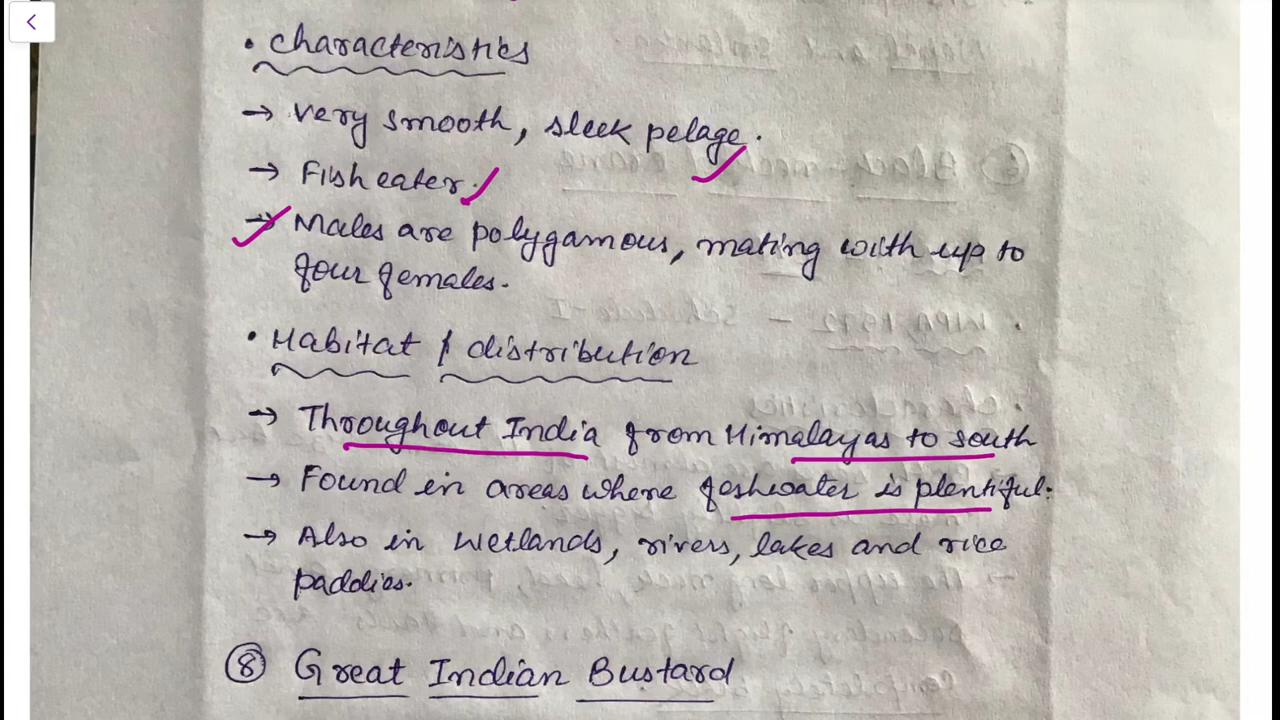 • Characteristics
→ Very smooth, sleek pelage.
→ Fish eater.
→ Males are polygamous, mating with up to
four females.
• Habitat / distribution
→ Throughout India from Himalayas to south
→ Found in areas where feshwater is plentiful.
→ Also in wetlands, rivers, lakes and rice
paddies.
⑧ Great Indian Bustard